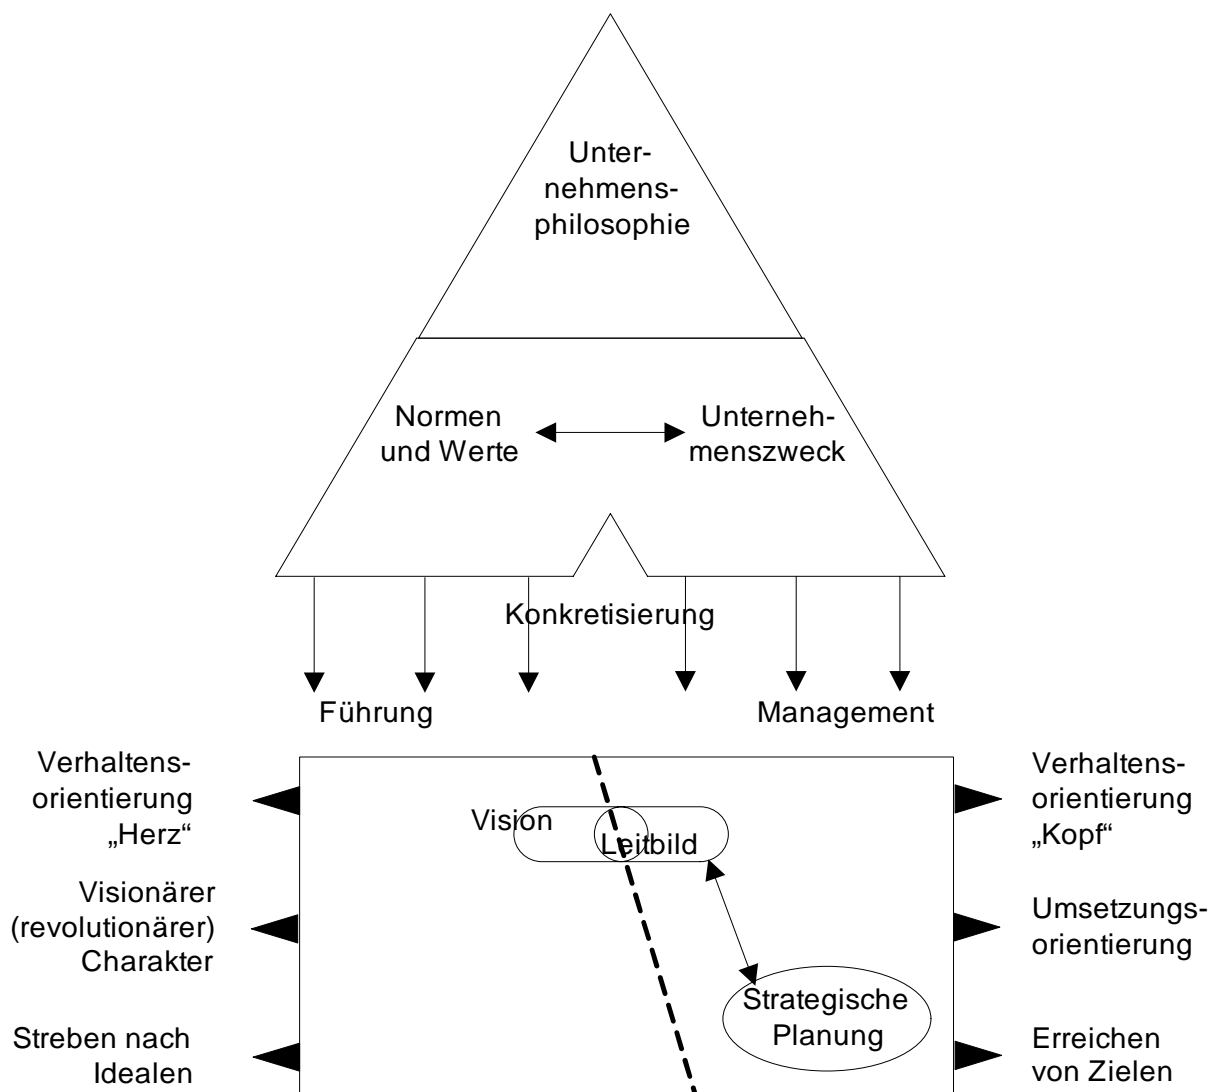 Unter-
nehmens-
philosophie
Normen
und Werte
Unterneh-
menszweck
Konkretisierung
Führung
Management
Verhaltens-
orientierung
„Herz“
Visionärer
(revolutionärer)
Charakter
Streben nach
Idealen
Vision
Leitbild
Strategische
Planung
Verhaltens-
orientierung
„Kopf“
Umsetzungs-
orientierung
Erreichen
von Zielen